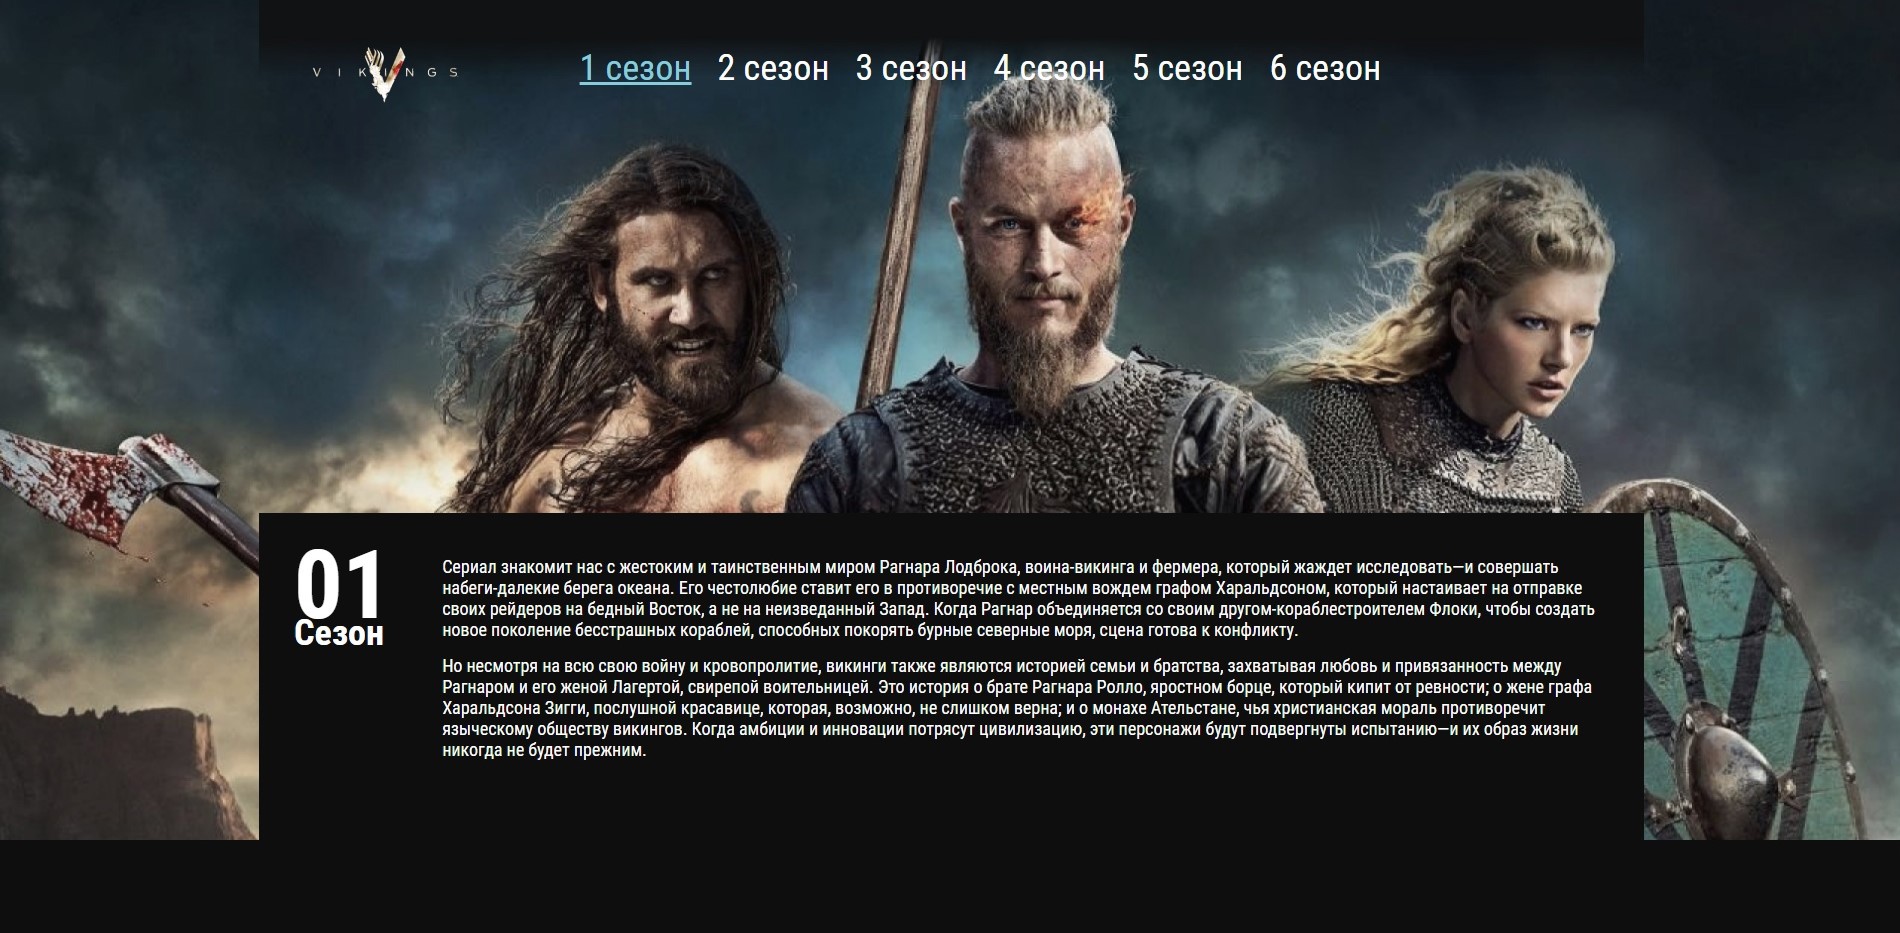 VIKINGS
1 сезон 2 сезон 3 сезон 4 сезон 5 сезон 6 сезон
01
Сезон
Сериал знакомит нас с жестоким и таинственным миром Рагнара Лодброка, воина-викинга и фермера, который жаждет исследовать—и совершать
набеги-далекие берега океана. Его честолюбие ставит его в противоречие с местным вождем графом Харальдсоном, который настаивает на отправке
своих рейдеров на бедный Восток, а не на неизведанный Запад. Когда Рагнар объединяется со своим другом-кораблестроителем Флоки, чтобы создать
новое поколение бесстрашных кораблей, способных покорять бурные северные моря, сцена готова к конфликту.
Но несмотря на всю свою войну и кровопролитие, викинги также являются историей семьи и братства, захватывая любовь и привязанность между
Рагнаром и его женой Лагертой, свирепой воительницей. Это история о брате Рагнара Ролло, яростном борце, который кипит от ревности; о жене графа
Харальдсона Зигги, послушной красавице, которая, возможно, не слишком верна; и о монахе Ательстане, чья христианская мораль противоречит
языческому обществу викингов. Когда амбиции и инновации потрясут цивилизацию, эти персонажи будут подвергнуты испытанию—и их образ жизни
никогда не будет прежним.